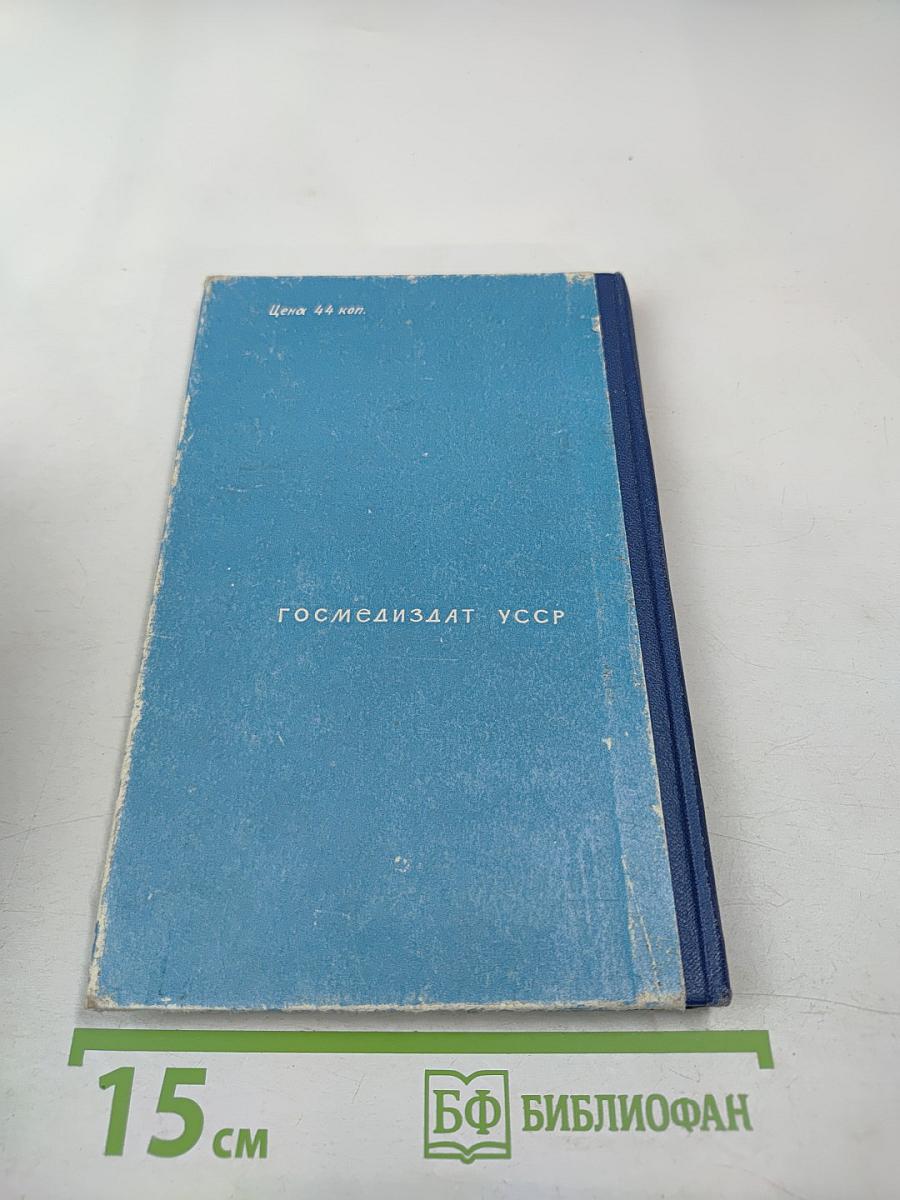 Цена 44 коп.
ГОСМЕДИЗДАТ УССР
15 см
БФ БИБЛИОФАН